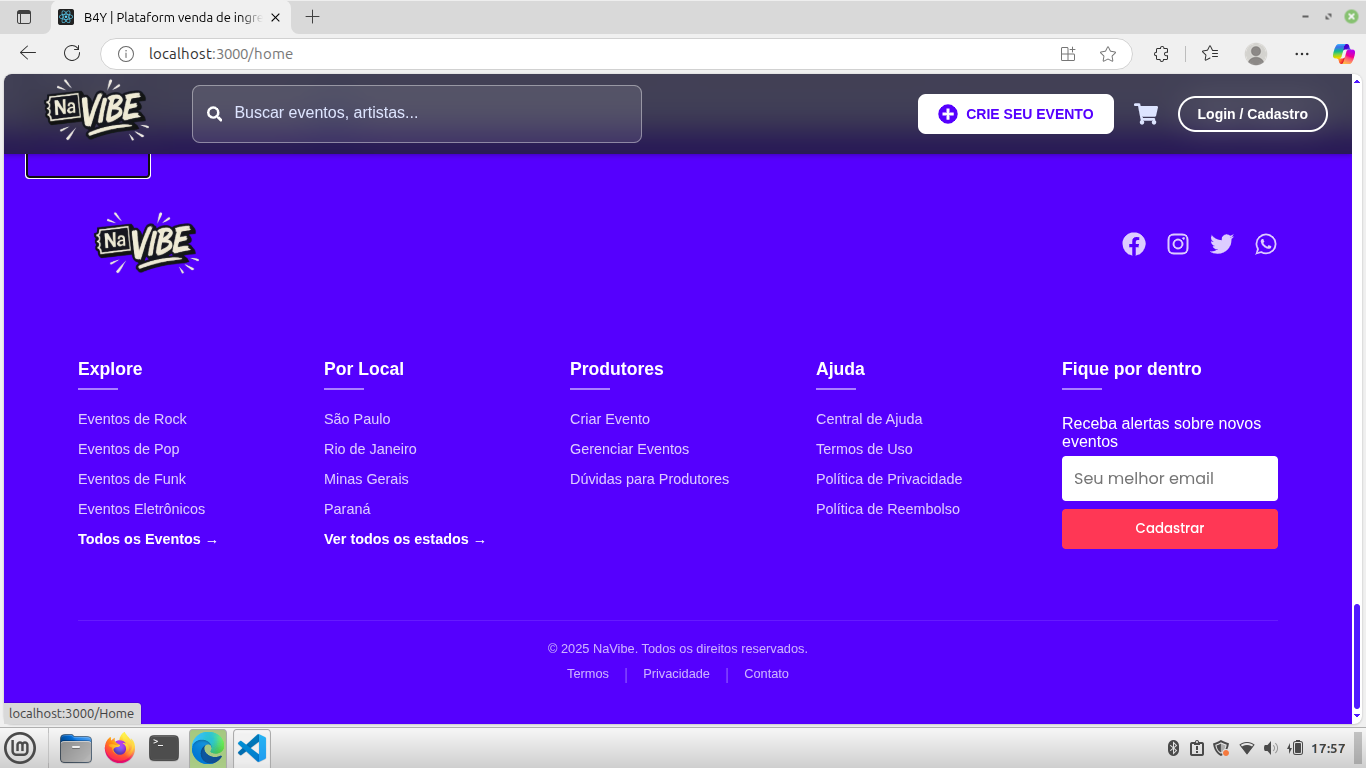 B4Y | Plataform venda de ingre
localhost:3000/home
Na VIBE
Buscar eventos, artistas...
CRIE SEU EVENTO
Login / Cadastro
Na VIBE
Explore
Eventos de Rock
Eventos de Pop
Eventos de Funk
Eventos Eletrônicos
Todos os Eventos →
Por Local
São Paulo
Rio de Janeiro
Minas Gerais
Paraná
Ver todos os estados →
Produtores
Criar Evento
Gerenciar Eventos
Dúvidas para Produtores
Ajuda
Central de Ajuda
Termos de Uso
Política de Privacidade
Política de Reembolso
Fique por dentro
Receba alertas sobre novos
eventos
Seu melhor email
Cadastrar
© 2025 NaVibe. Todos os direitos reservados.
Termos | Privacidade | Contato
localhost:3000/Home
17:57